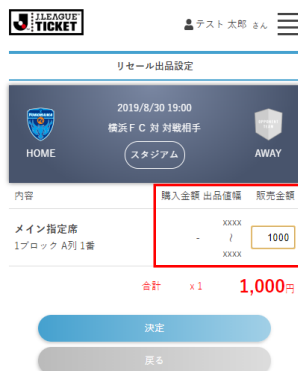 J.LEAGUE
TICKET
テスト 太郎 さん
リセール出品設定
2019/8/30 19:00
横浜ＦＣ 対 対戦相手
HOME
スタジアム
AWAY
内容 購入金額 出品値幅 販売金額
メイン指定席
1ブロック A列 1番
- xxxx
~
xxxx
1000
合計 x 1 1,000円
決定
戻る